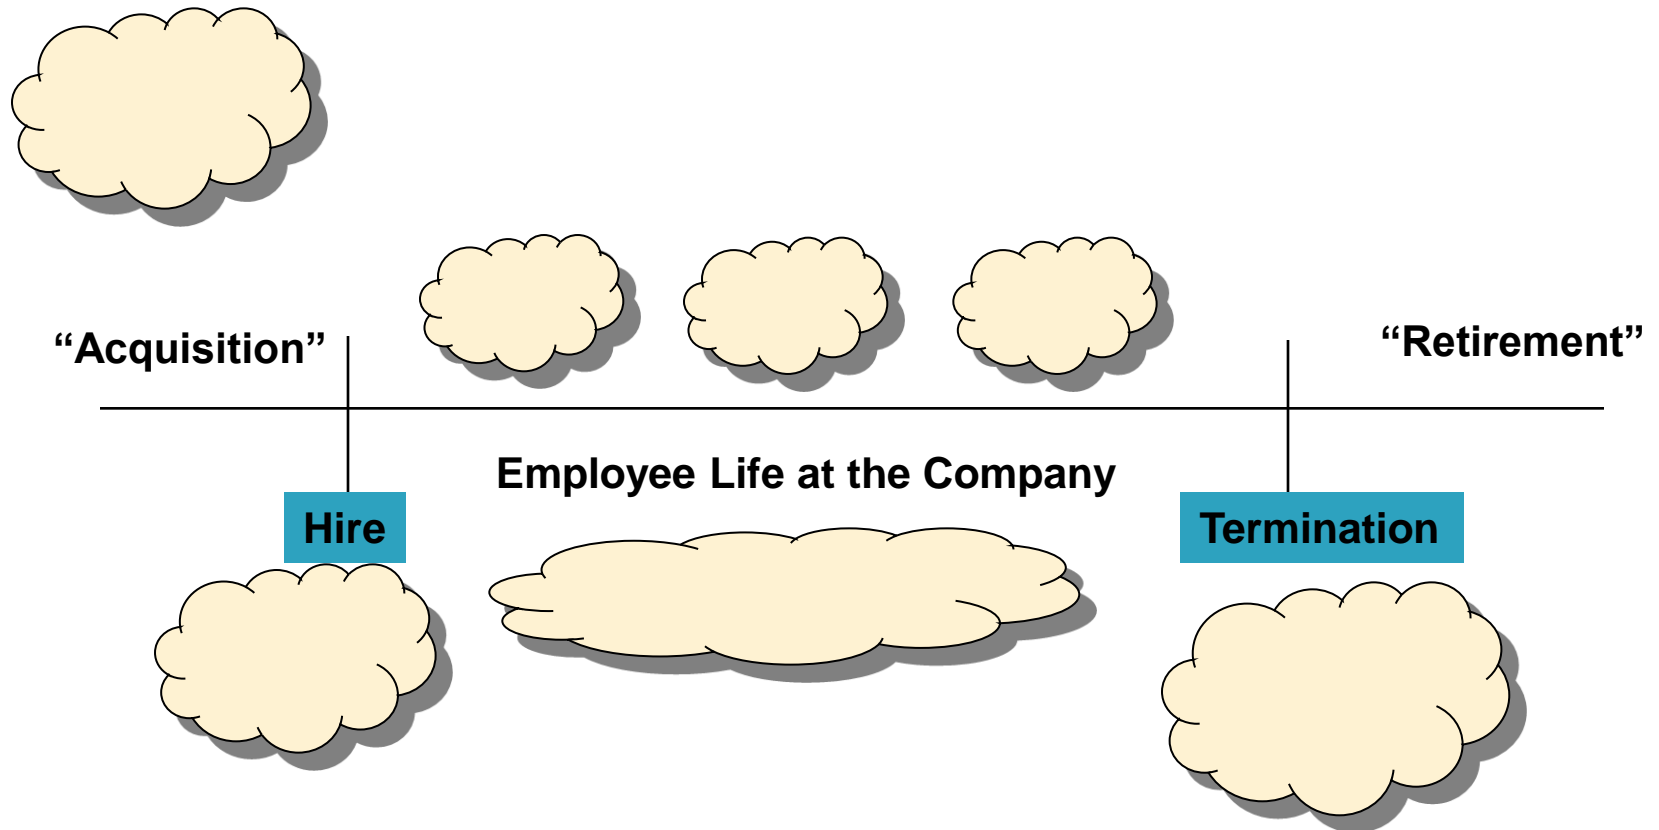 “Acquisition”
“Retirement”
Employee Life at the Company
Hire
Termination